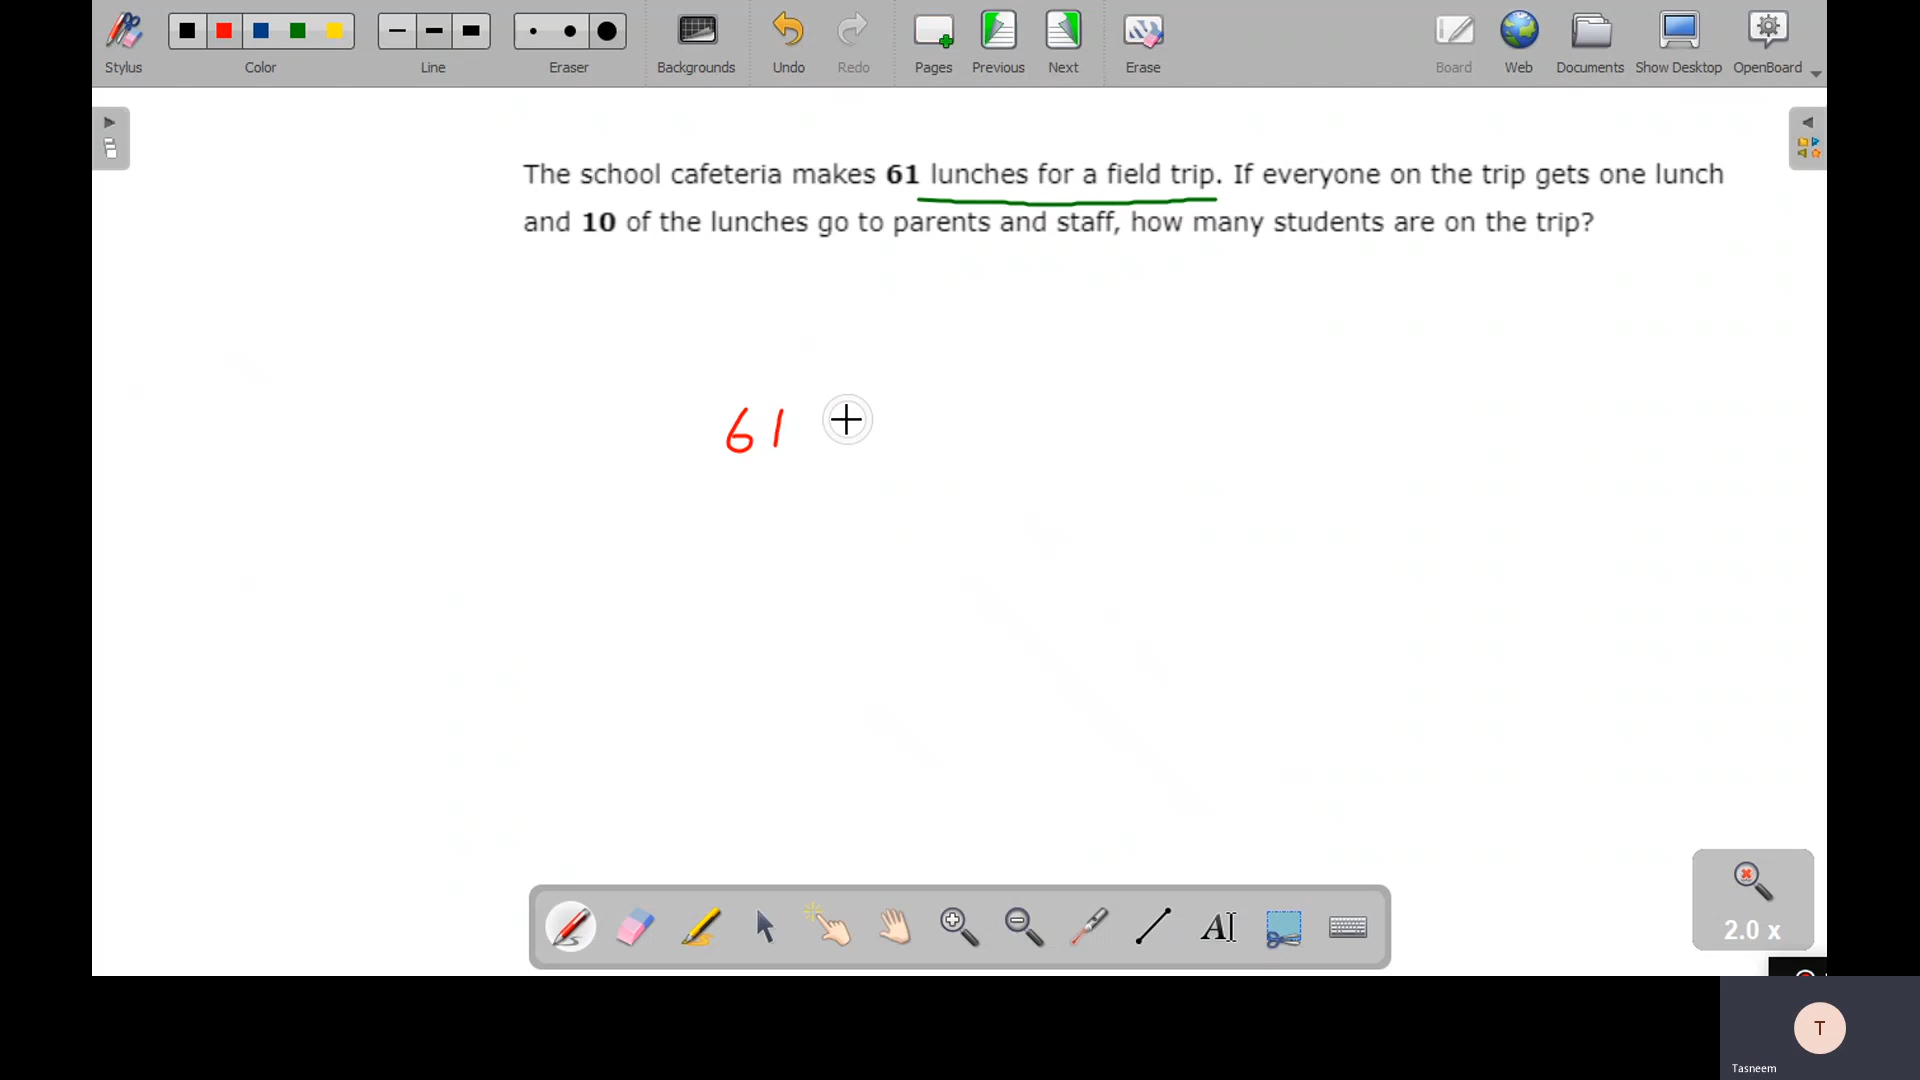 Stylus Color Line Eraser Backgrounds Undo Redo Pages Previous Next Erase Board Web Documents Show Desktop OpenBoard
The school cafeteria makes 61 lunches for a field trip. If everyone on the trip gets one lunch
and 10 of the lunches go to parents and staff, how many students are on the trip?
61
2.0 x
T
Tasneem